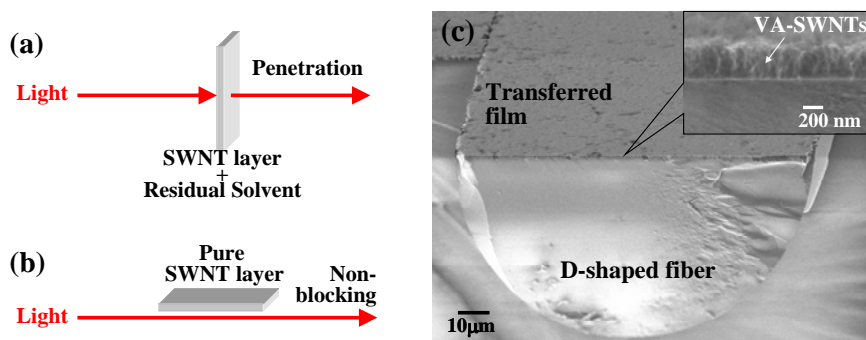 (a)
Penetration
Light
SWNT layer
+
Residual Solvent
(b)
Pure
SWNT layer
Non-
blocking
Light
(c)
VA-SWNTs
200 nm
Transferred
film
D-shaped fiber
10μm